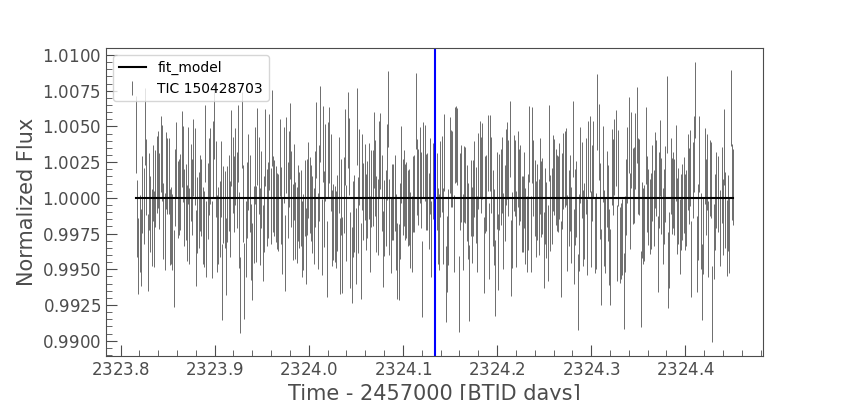 1.0100
1.0075
1.0050
1.0025
1.0000
0.9975
0.9950
0.9925
0.9900
Normalized Flux
fit_model
TIC 150428703
2323.8 2323.9 2324.0 2324.1 2324.2 2324.3 2324.4
Time - 2457000 [BTJD days]